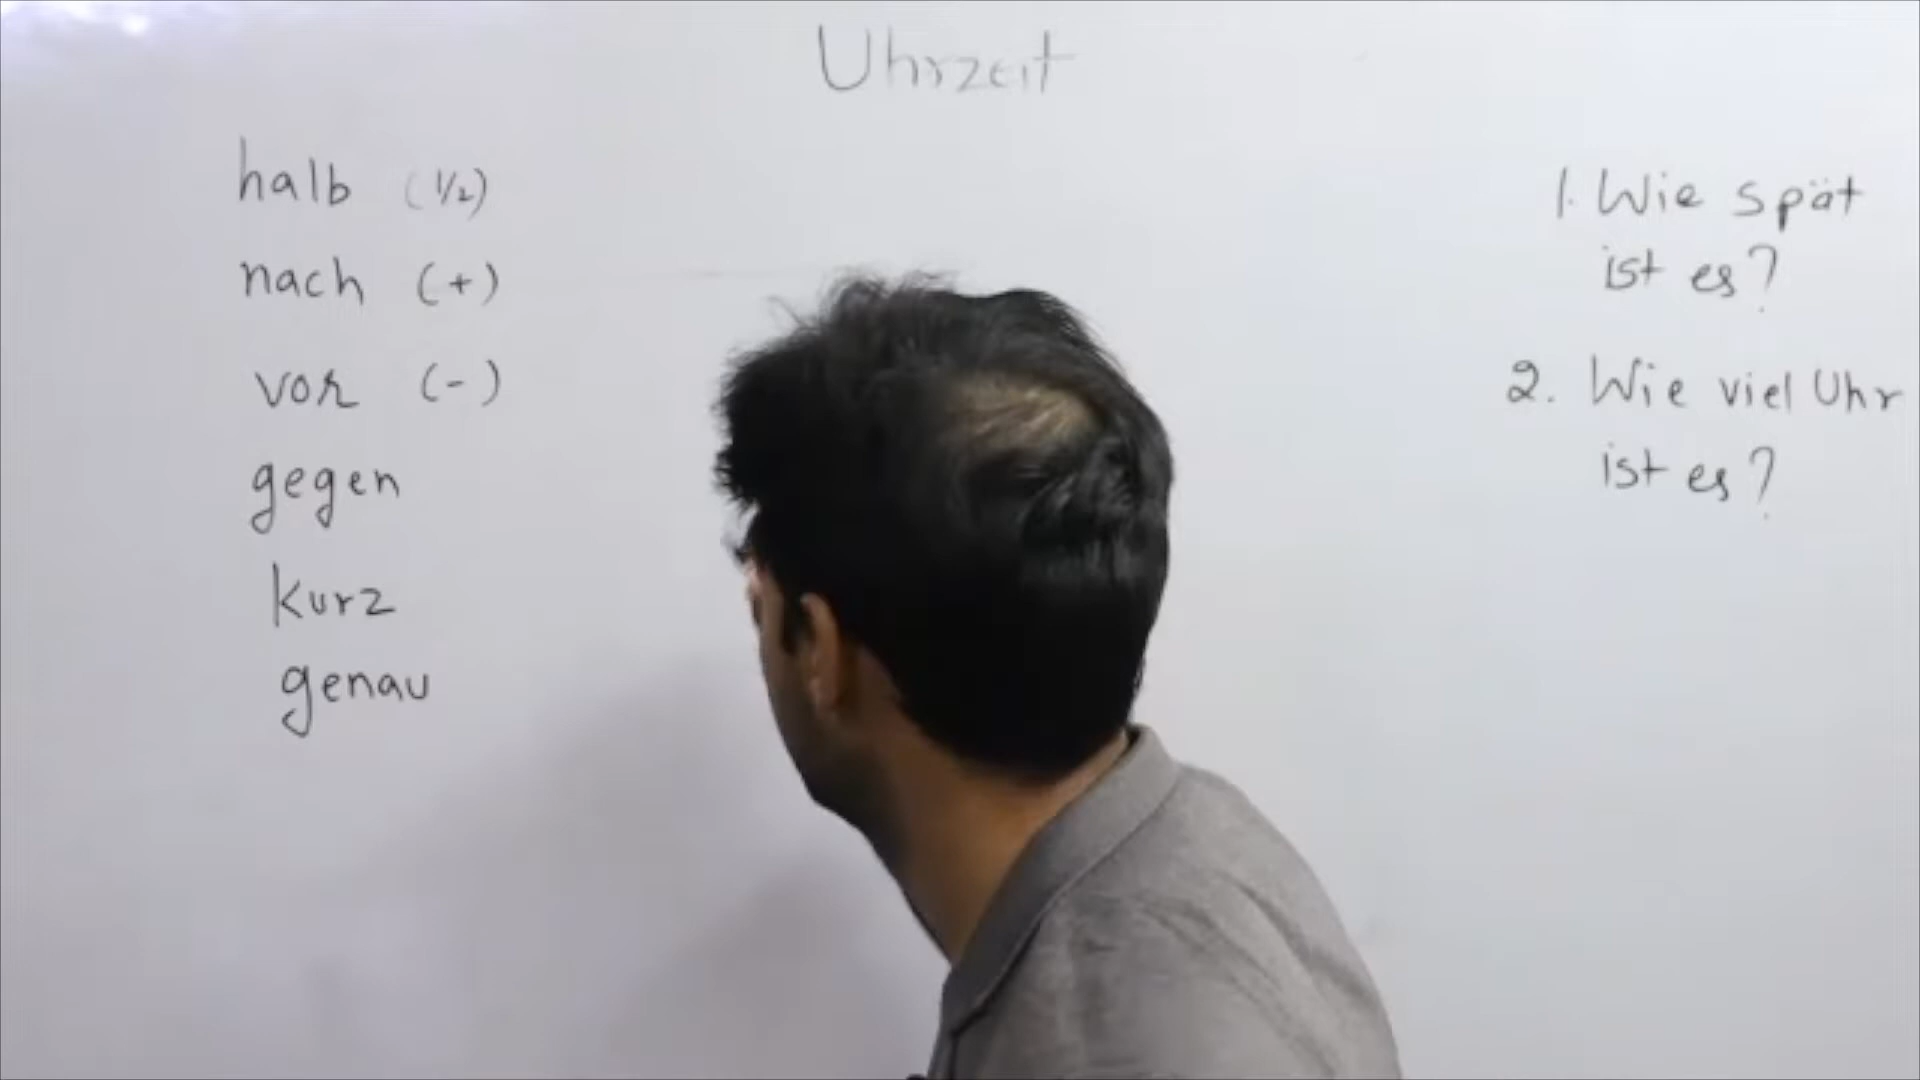 Uhrzeit
halb (1/2)
nach (+)
vor (-)
gegen
kurz
genau
1. Wie spät
ist es?
2. Wie viel Uhr
ist es?